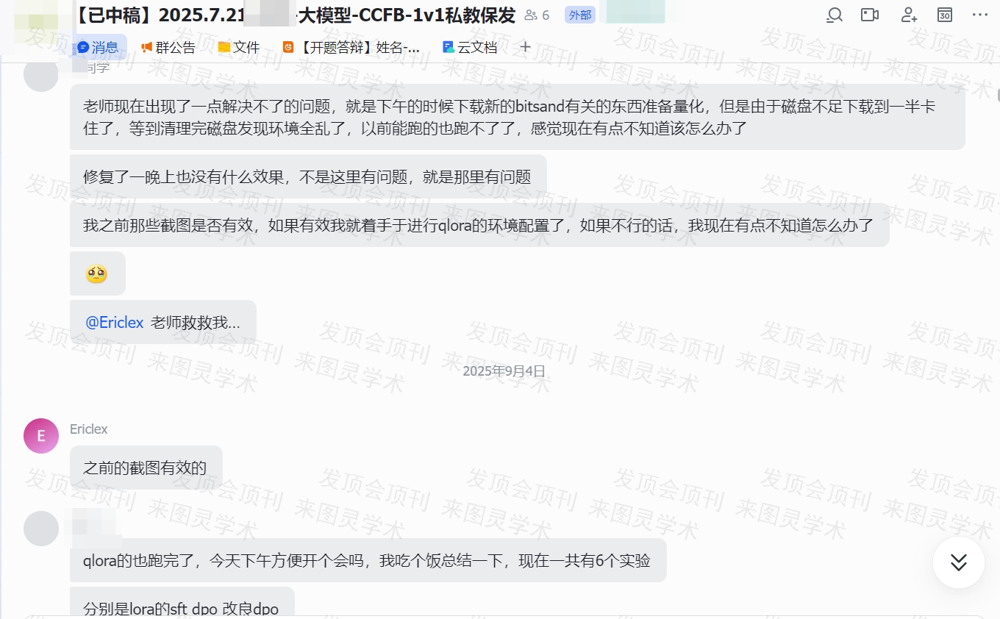 【已中稿】2025.7.21
-大模型-CCFB-1v1私教保发
6
外部
30
消息
群公告
文件
【开题答辩】姓名-...
云文档
同学
老师现在出现了一点解决不了的问题，就是下午的时候下载新的bitsand有关的东西准备量化，但是由于磁盘不足下载到一半卡
住了，等到清理完磁盘发现环境全乱了，以前能跑的也跑不了了，感觉现在有点不知道该怎么办了
修复了一晚上也没有什么效果，不是这里有问题，就是那里有问题
我之前那些截图是否有效，如果有效我就着手于进行qlora的环境配置了，如果不行的话，我现在有点不知道怎么办了
@Ericlex 老师救救我...
2025年9月4日
E
Ericlex
之前的截图有效的
qlora的也跑完了，今天下午方便开个会吗，我吃个饭总结一下，现在一共有6个实验
分别是lora的sft dpo 改良dpo
发顶会顶刊
来图灵学术